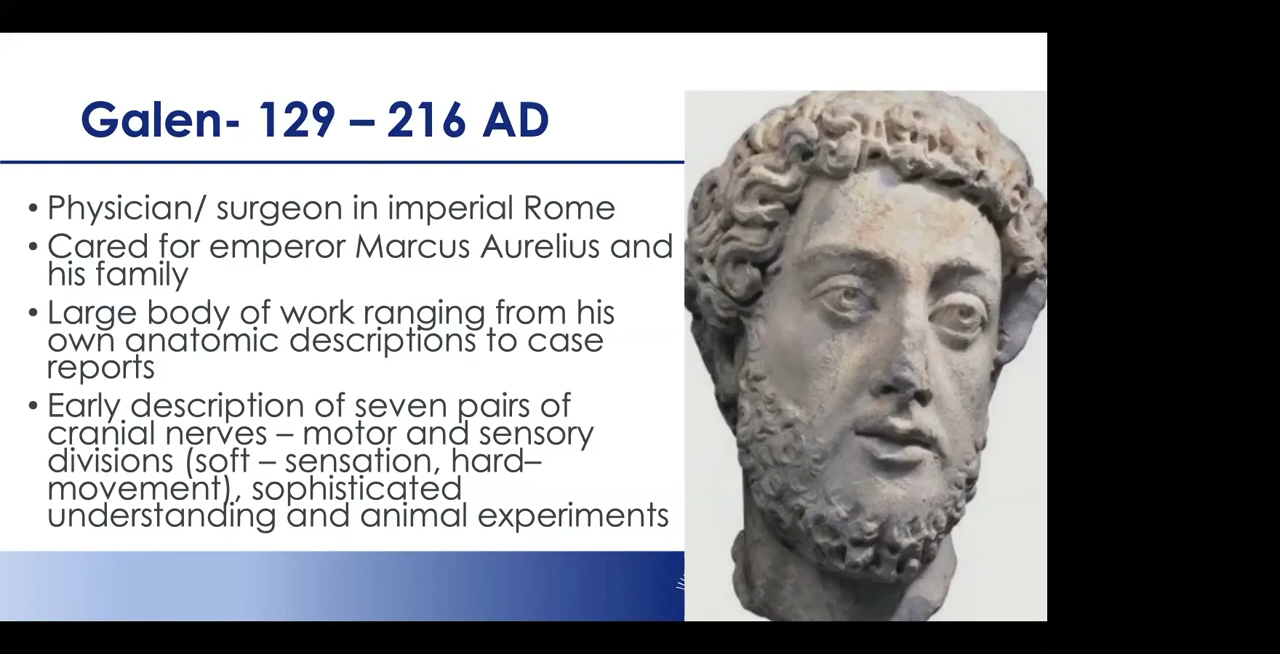 Galen- 129 – 216 AD
• Physician/ surgeon in imperial Rome
• Cared for emperor Marcus Aurelius and
his family
• Large body of work ranging from his
own anatomic descriptions to case
reports
• Early description of seven pairs of
cranial nerves – motor and sensory
divisions (soft – sensation, hard–
movement), sophisticated
understanding and animal experiments